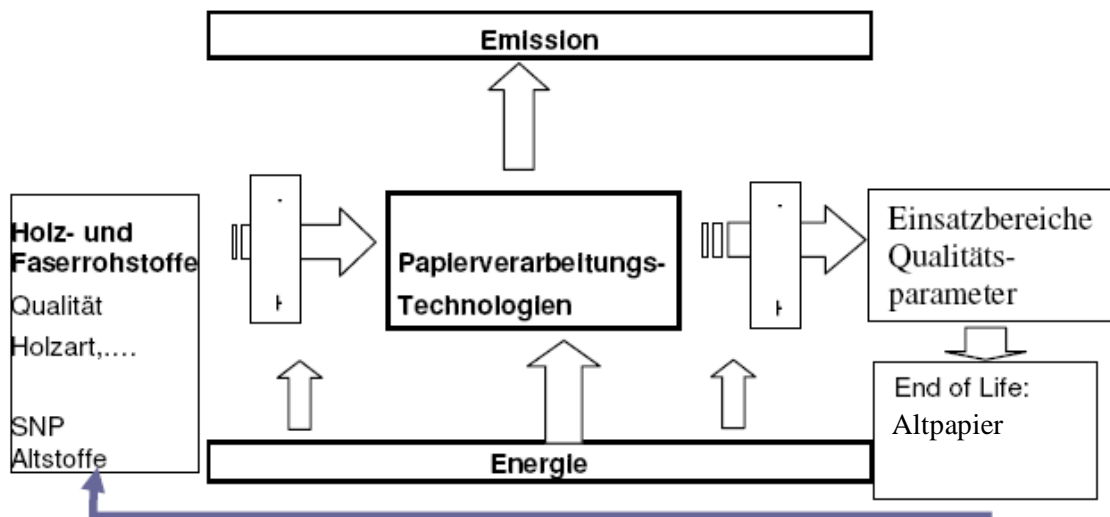 Emission
Holz- und
Faserrohstoffe
Qualität
Holzart,....
SNP
Altstoffe
Papierverarbeitungs-
Technologien
Einsatzbereiche
Qualitäts-
parameter
End of Life:
Altpapier
Energie